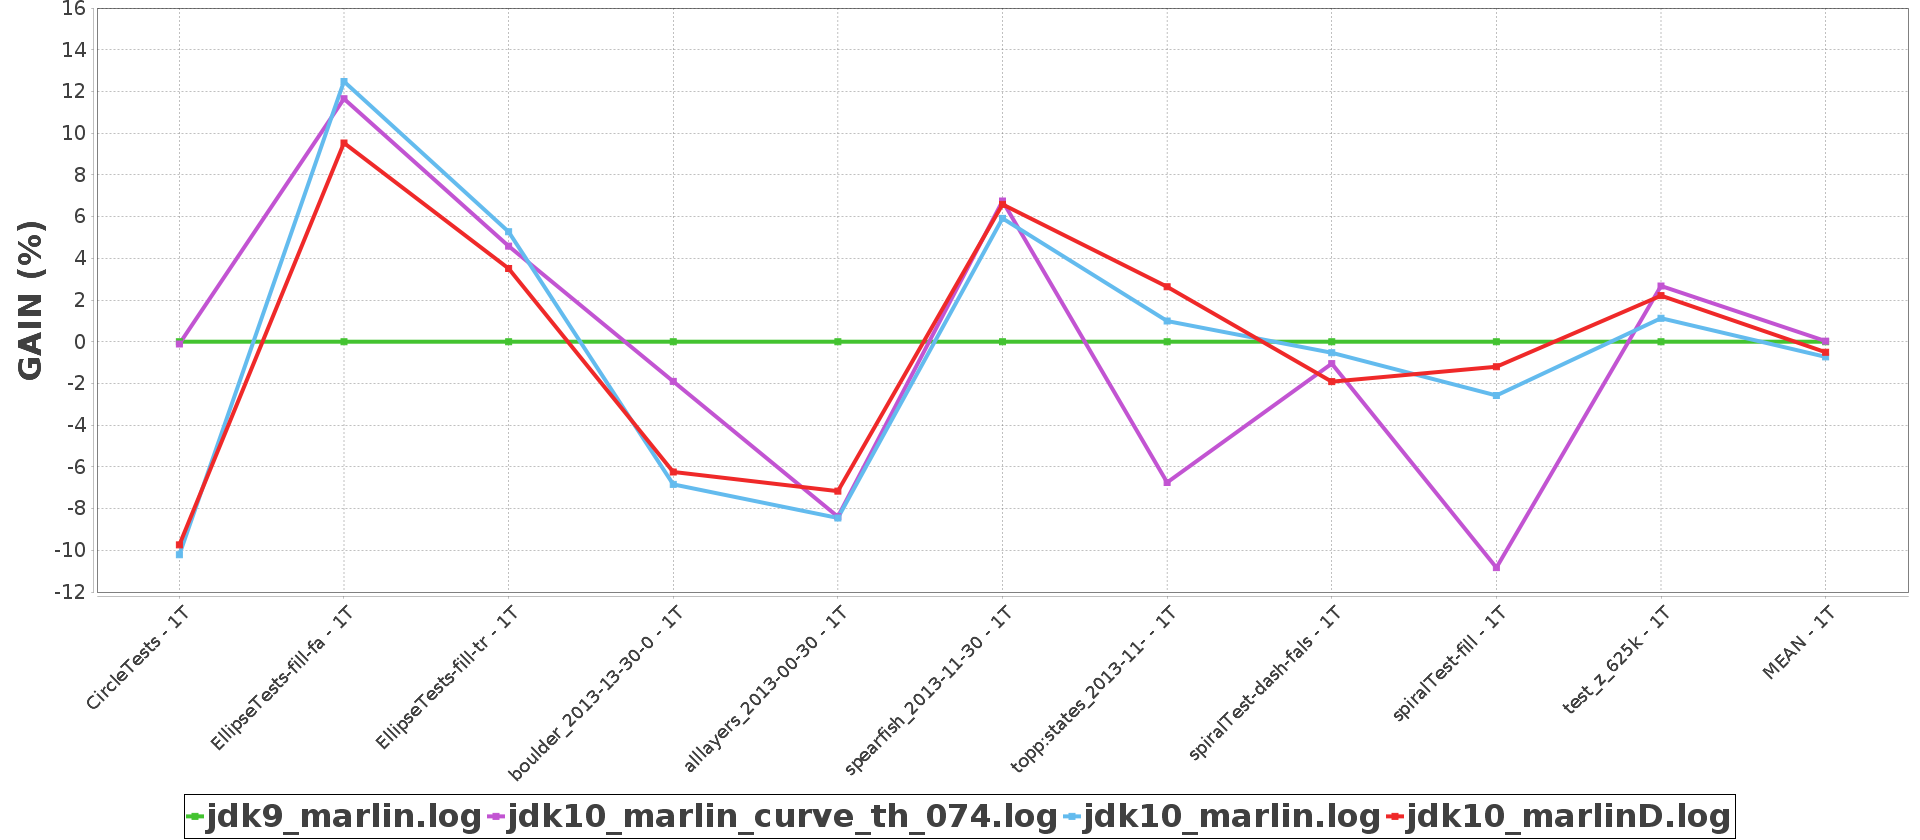 GAIN (%)
16
14
12
10
8
6
4
2
0
-2
-4
-6
-8
-10
-12
CircleTests - 1T
EllipseTests-fill-fa - 1T
EllipseTests-fill-tr - 1T
boulder_2013-13-30-0 - 1T
alllayers_2013-00-30 - 1T
spearfish_2013-11-30 - 1T
topp:states_2013-11- - 1T
spiralTest-dash-fals - 1T
spiralTest-fill - 1T
test_z_625k - 1T
MEAN - 1T
jdk9_marlin.log jdk10_marlin_curve_th_074.log jdk10_marlin.log jdk10_marlinD.log